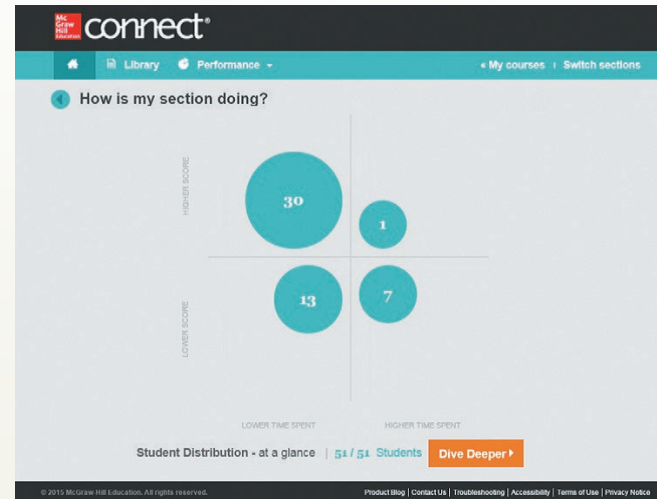 Mc
Graw
Hill
Education
connect®
Library
Performance
« My courses | Switch sections
How is my section doing?
HIGHER SCORE
30
1
LOWER SCORE
13
7
LOWER TIME SPENT
HIGHER TIME SPENT
Student Distribution - at a glance | 51 / 51 Students
Dive Deeper
© 2015 McGraw-Hill Education. All rights reserved.
Product Blog | Contact Us | Troubleshooting | Accessibility | Terms of Use | Privacy Notice